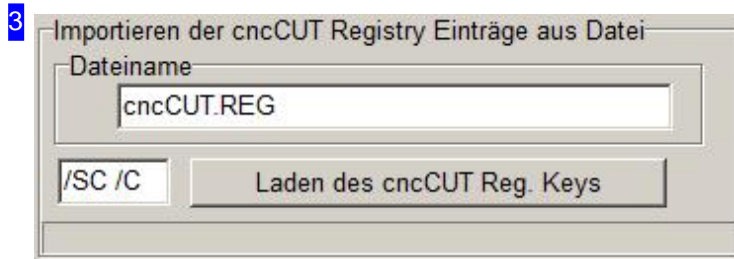 3
Importieren der cncCUT Registry Einträge aus Datei
Dateiname
cncCUT.REG
/SC /C
Laden des cncCUT Reg. Keys